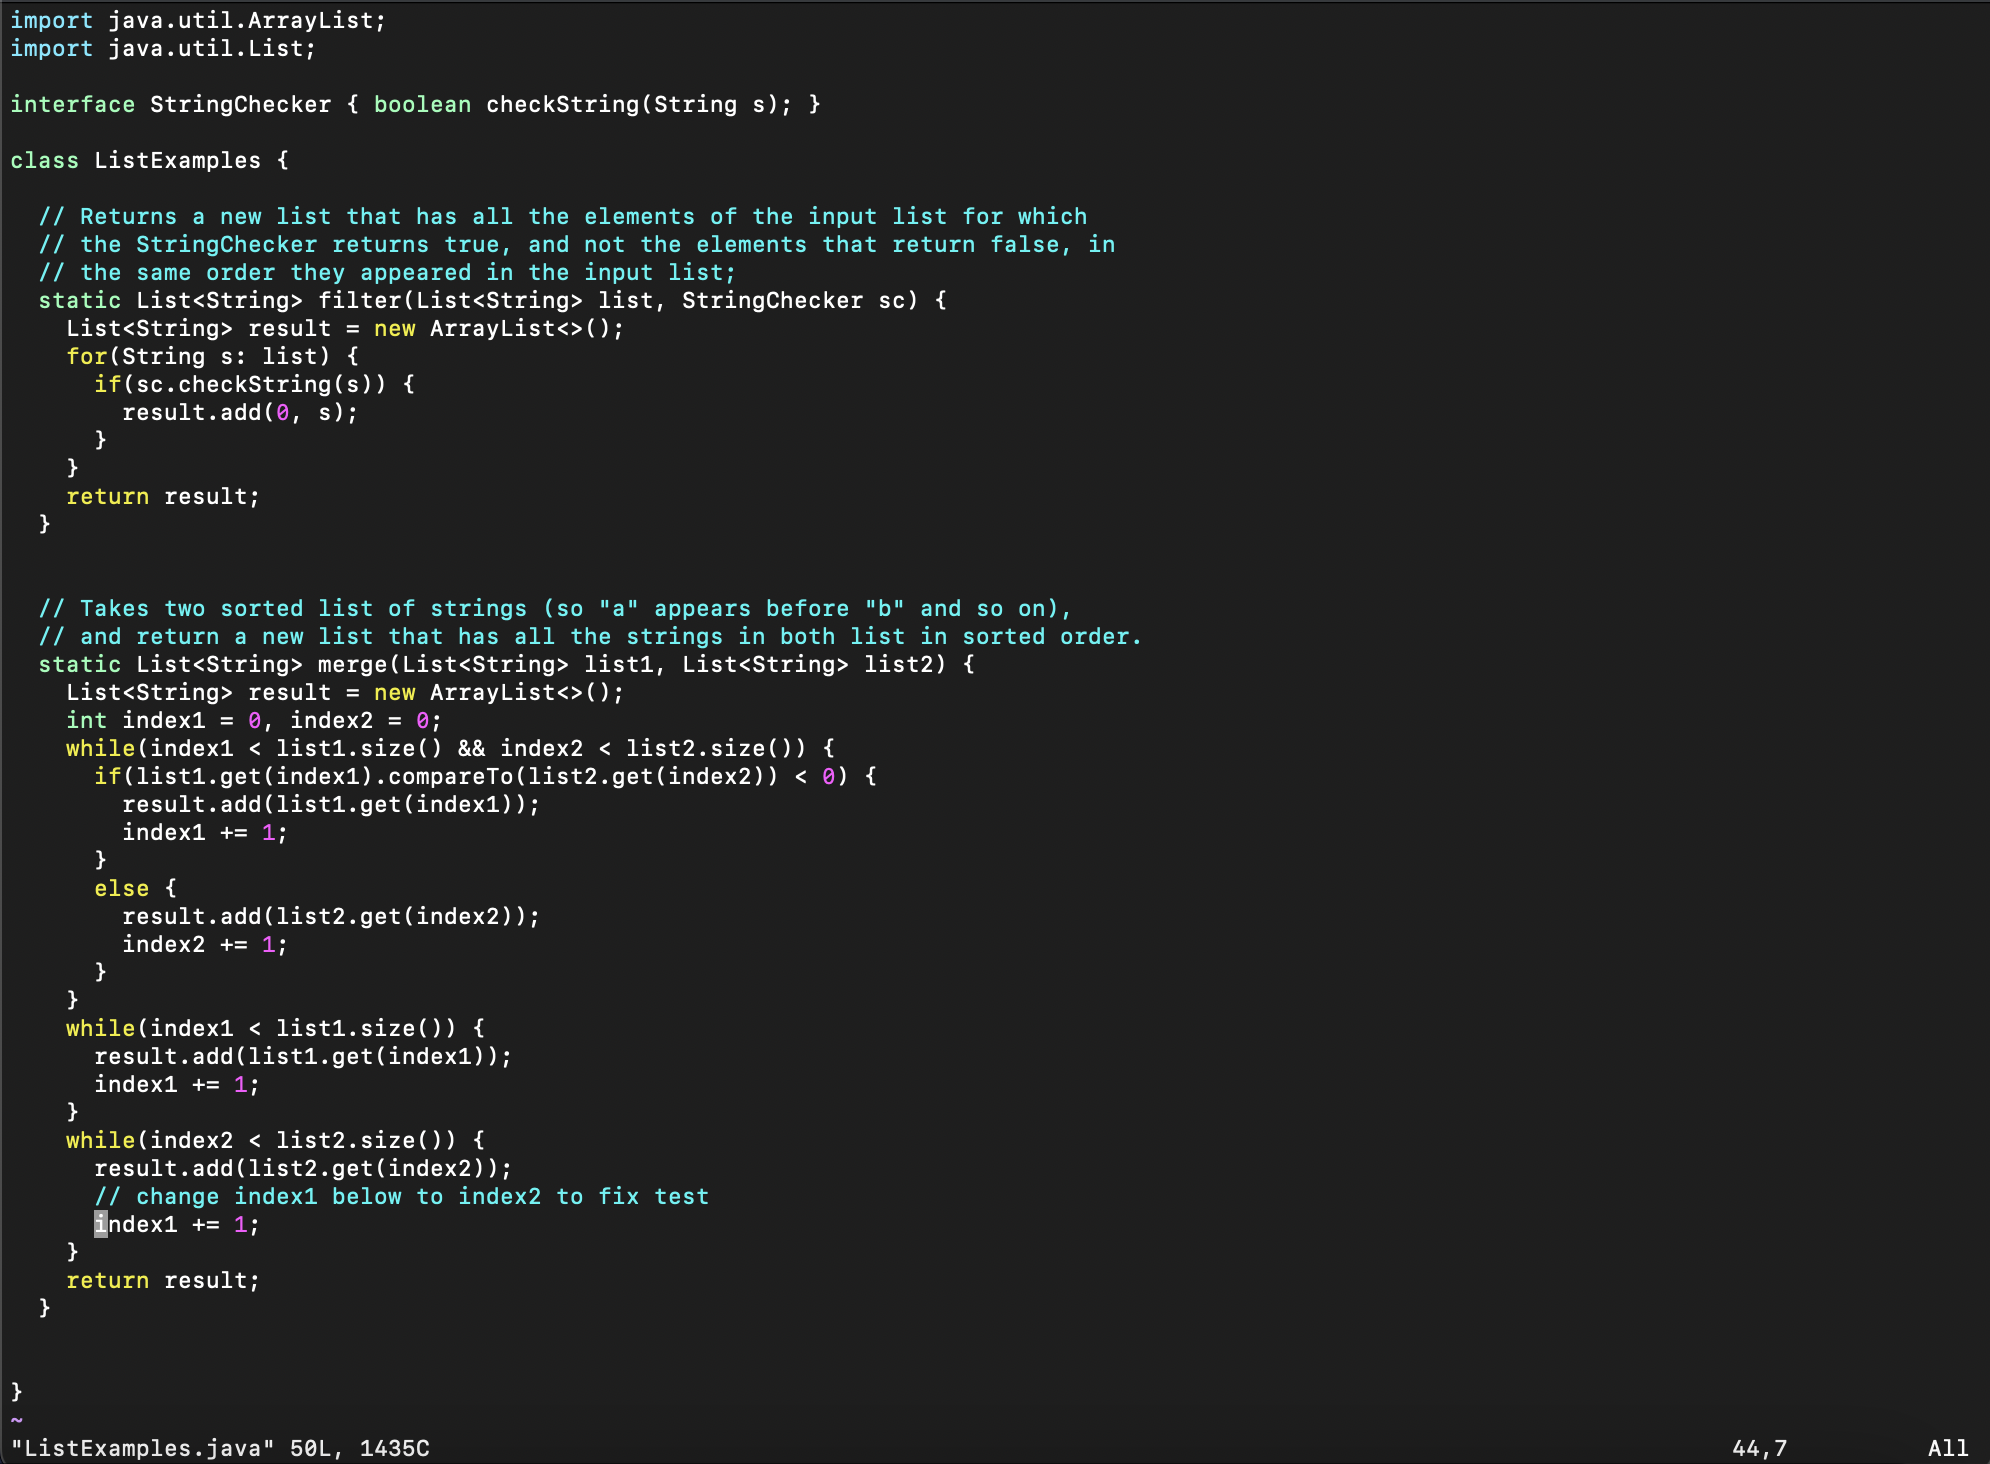 import java.util.ArrayList;
import java.util.List;

interface StringChecker { boolean checkString(String s); }

class ListExamples {

  // Returns a new list that has all the elements of the input list for which
  // the StringChecker returns true, and not the elements that return false, in
  // the same order they appeared in the input list;
  static List<String> filter(List<String> list, StringChecker sc) {
    List<String> result = new ArrayList<>();
    for(String s: list) {
      if(sc.checkString(s)) {
        result.add(0, s);
      }
    }
    return result;
  }


  // Takes two sorted list of strings (so "a" appears before "b" and so on),
  // and return a new list that has all the strings in both list in sorted order.
  static List<String> merge(List<String> list1, List<String> list2) {
    List<String> result = new ArrayList<>();
    int index1 = 0, index2 = 0;
    while(index1 < list1.size() && index2 < list2.size()) {
      if(list1.get(index1).compareTo(list2.get(index2)) < 0) {
        result.add(list1.get(index1));
        index1 += 1;
      }
      else {
        result.add(list2.get(index2));
        index2 += 1;
      }
    }
    while(index1 < list1.size()) {
      result.add(list1.get(index1));
      index1 += 1;
    }
    while(index2 < list2.size()) {
      result.add(list2.get(index2));
      // change index1 below to index2 to fix test
      index1 += 1;
    }
    return result;
  }


}
~
"ListExamples.java" 50L, 1435C 44,7 All